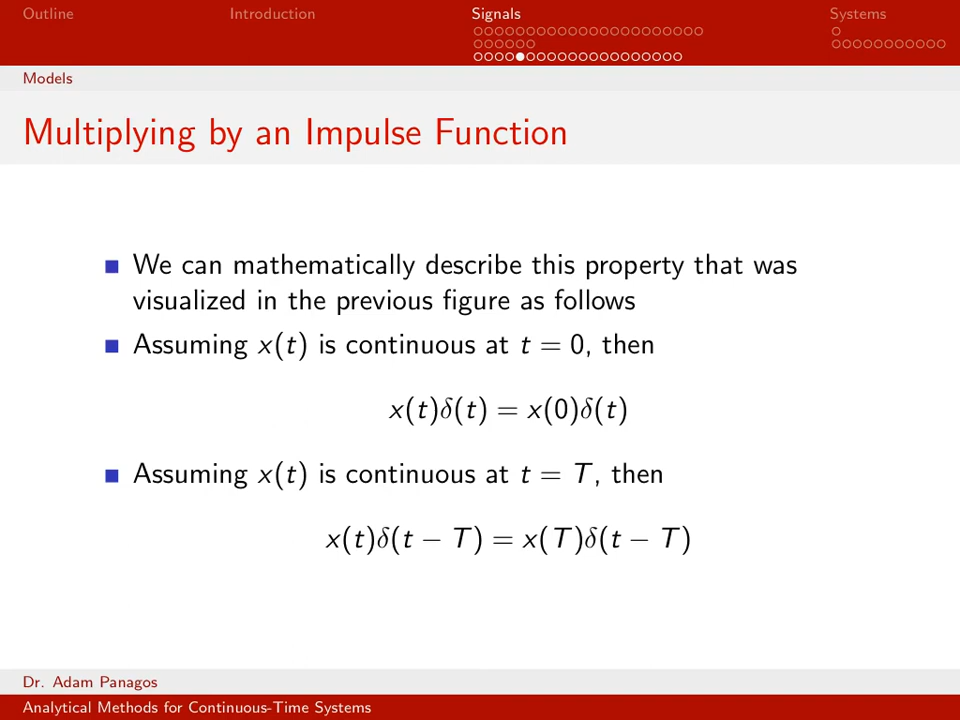 Outline Introduction Signals Systems
Models
Multiplying by an Impulse Function
We can mathematically describe this property that was
visualized in the previous figure as follows
Assuming x(t) is continuous at t = 0, then
x(t)δ(t) = x(0)δ(t)
Assuming x(t) is continuous at t = T, then
x(t)δ(t − T) = x(T)δ(t − T)
Dr. Adam Panagos
Analytical Methods for Continuous-Time Systems